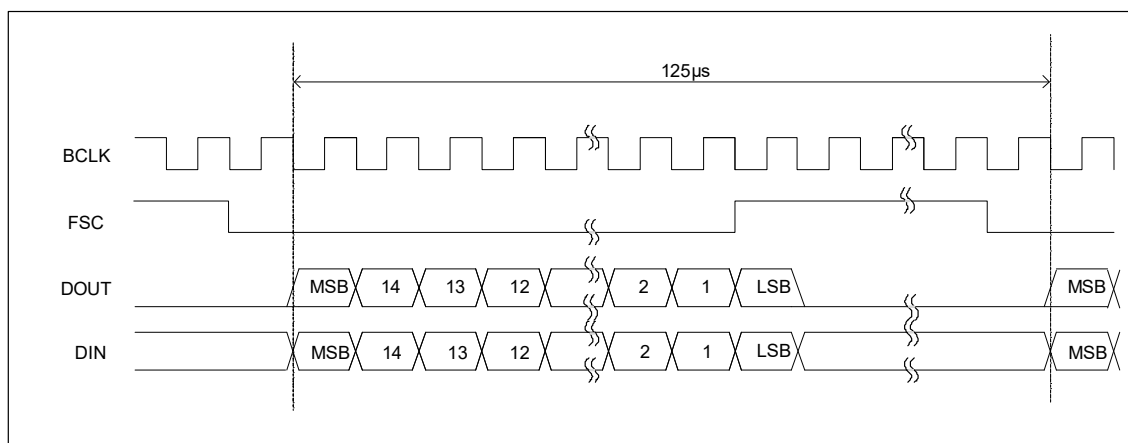 125μs
BCLK
FSC
DOUT MSB 14 13 12 2 1 LSB MSB
DIN MSB 14 13 12 2 1 LSB MSB